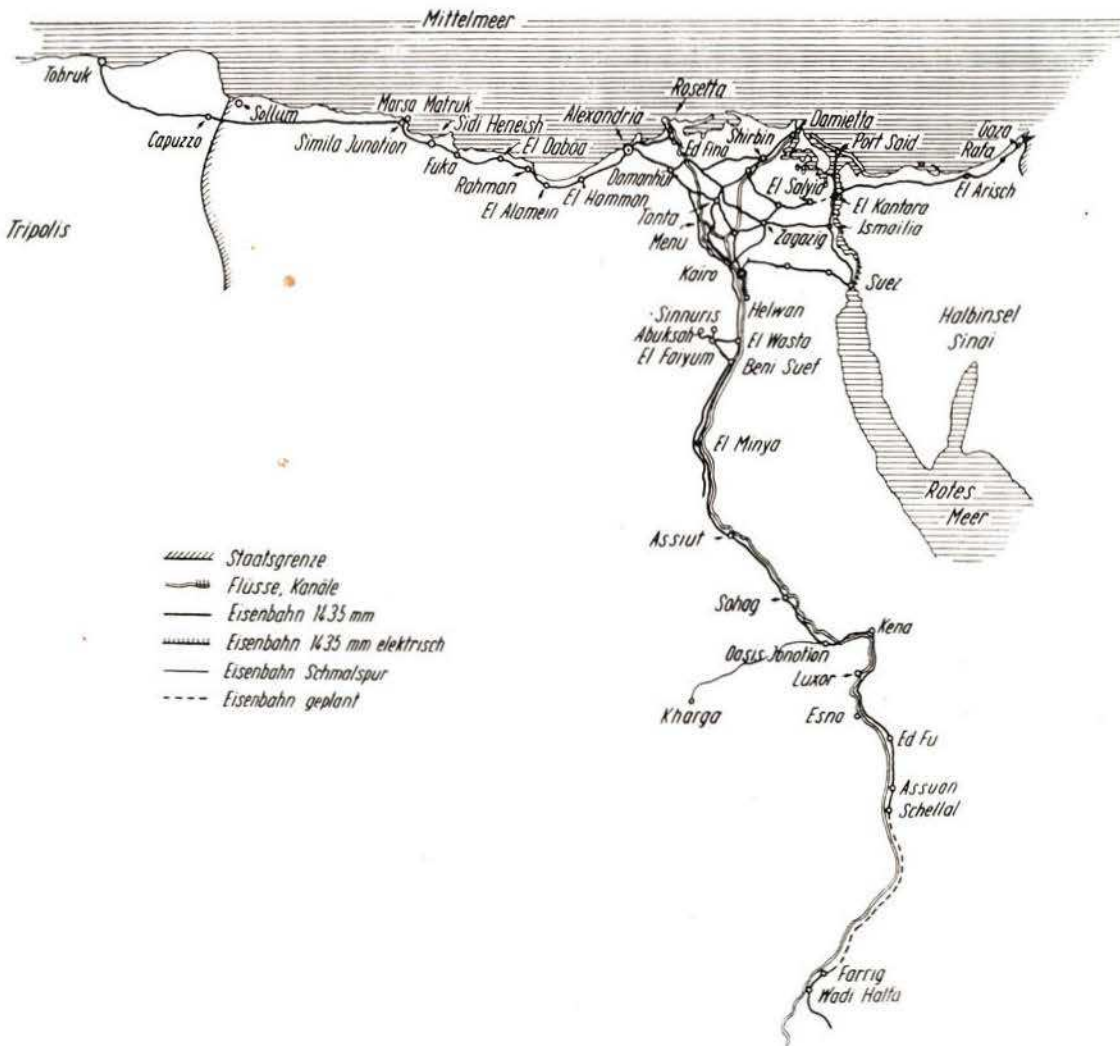 Mittelmeer
Tobruk
Capuzzo
Sollum
Marsa Matruk
Simila Junction
Sidi Heneish
Fuka
El Daböa
Rahman
El Alamein
El Hamman
Alexandria
Rosetta
Ed Fina
Damanhur
Shirbin
Damietta
Port Said
Gaza
Rafa
El Arisch
El Salyia
El Kantara
Ismailia
Tanta
Menu
Zagazig
Kairo
Suez
Helwan
Tripolis
Sinnuris
Abuksah
El Faiyum
El Wasta
Beni Suef
Halbinsel
Sinai
El Minya
Rotes
Meer
Assiut
Sohag
Kena
Oasis Jonction
Luxor
Kharga
Esna
Ed Fu
Assuan
Schellal
Farrig
Wadi Halfa
Staatsgrenze
Flüsse, Kanäle
Eisenbahn 1435 mm
Eisenbahn 1435 mm elektrisch
Eisenbahn Schmalspur
Eisenbahn geplant